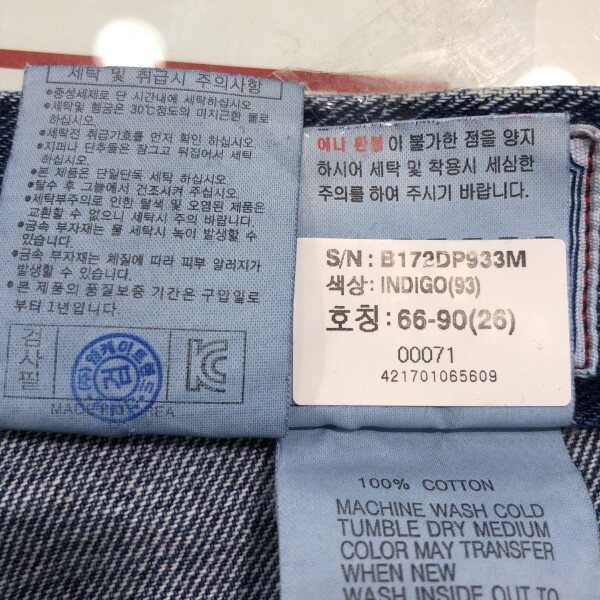 세탁 및 취급시 주의사항
•중성세제로 단 시간내에 세탁하십시오
•세탁및 헹굼은 30℃정도의 미지근한 물로
하십시오.
•세탁전 취급기호를 먼저 확인 하십시오.
•지퍼나 단추들은 잠그고 뒤집어서 세탁
하십시오.
•본 제품은 단일단독 세탁 하십시오.
•탈수 후 그늘에서 건조시켜 주십시오.
•세탁부주의로 인한 탈색 및 오염된 제품은
교환할 수 없으니 세탁시 주의 바랍니다.
•금속 부자재는 물 세탁시 녹이 발생할 수
있습니다.
•금속 부자재는 체질에 따라 피부 알러지가
발생할 수 있습니다.
•본 제품의 품질보증 기간은 구입일로
부터 1년입니다.
검
사
필
KC
MADE IN KOREA
이 불가한 점을 양지
하시어 세탁 및 착용시 세심한
주의를 하여 주시기 바랍니다.
S/N : B172DP933M
색상: INDIGO(93)
호칭 : 66-90(26)
00071
421701065609
100% COTTON
MACHINE WASH COLD
TUMBLE DRY MEDIUM
COLOR MAY TRANSFER
WHEN NEW
WASH INSIDE OUT TO